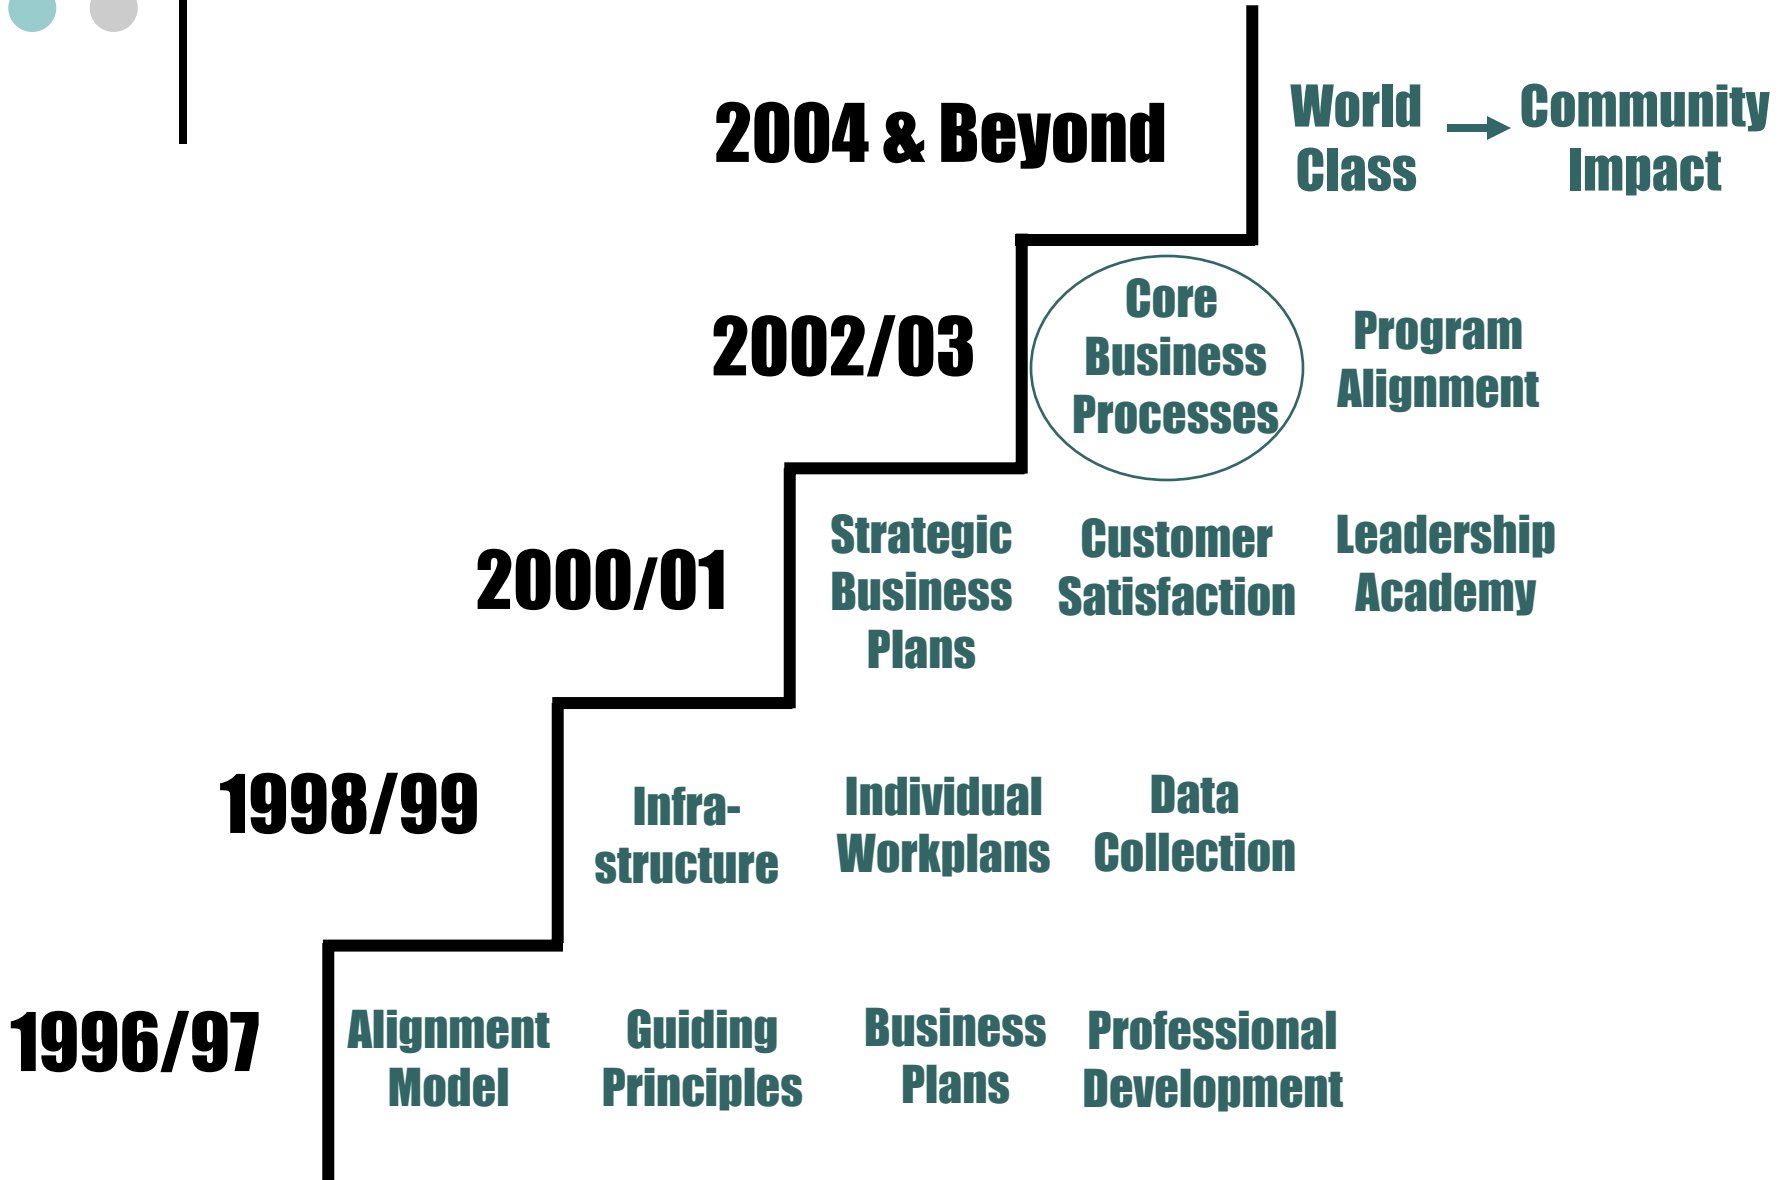 2004 & Beyond
World
Class
Community
Impact
2002/03
Core
Business
Processes
Program
Alignment
2000/01
Strategic
Business
Plans
Customer
Satisfaction
Leadership
Academy
1998/99
Infra-
structure
Individual
Workplans
Data
Collection
1996/97
Alignment
Model
Guiding
Principles
Business
Plans
Professional
Development